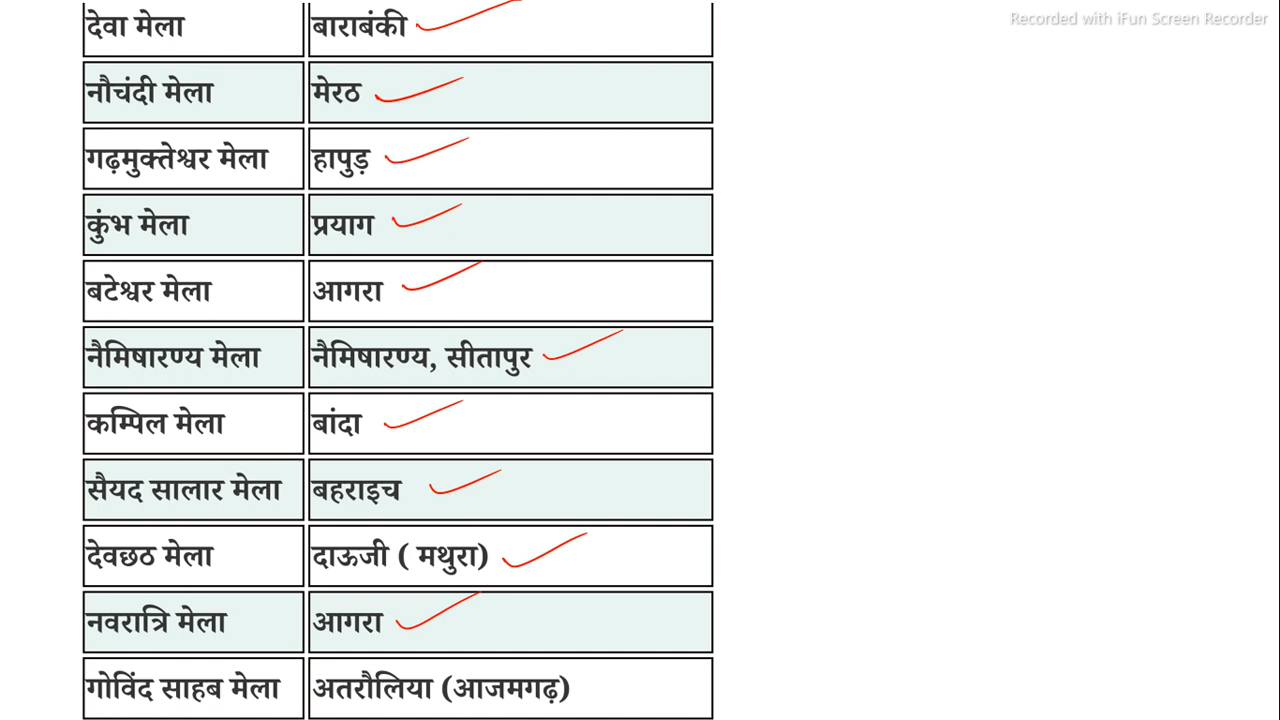 Recorded with iFun Screen Recorder
देवा मेला बाराबंकी
नौचंदी मेला मेरठ
गढ़मुक्तेश्वर मेला हापुड़
कुंभ मेला प्रयाग
बटेश्वर मेला आगरा
नैमिषारण्य मेला नैमिषारण्य, सीतापुर
कम्पिल मेला बांदा
सैयद सालार मेला बहराइच
देवछठ मेला दाऊजी ( मथुरा)
नवरात्रि मेला आगरा
गोविंद साहब मेला अतरौलिया (आजमगढ़)